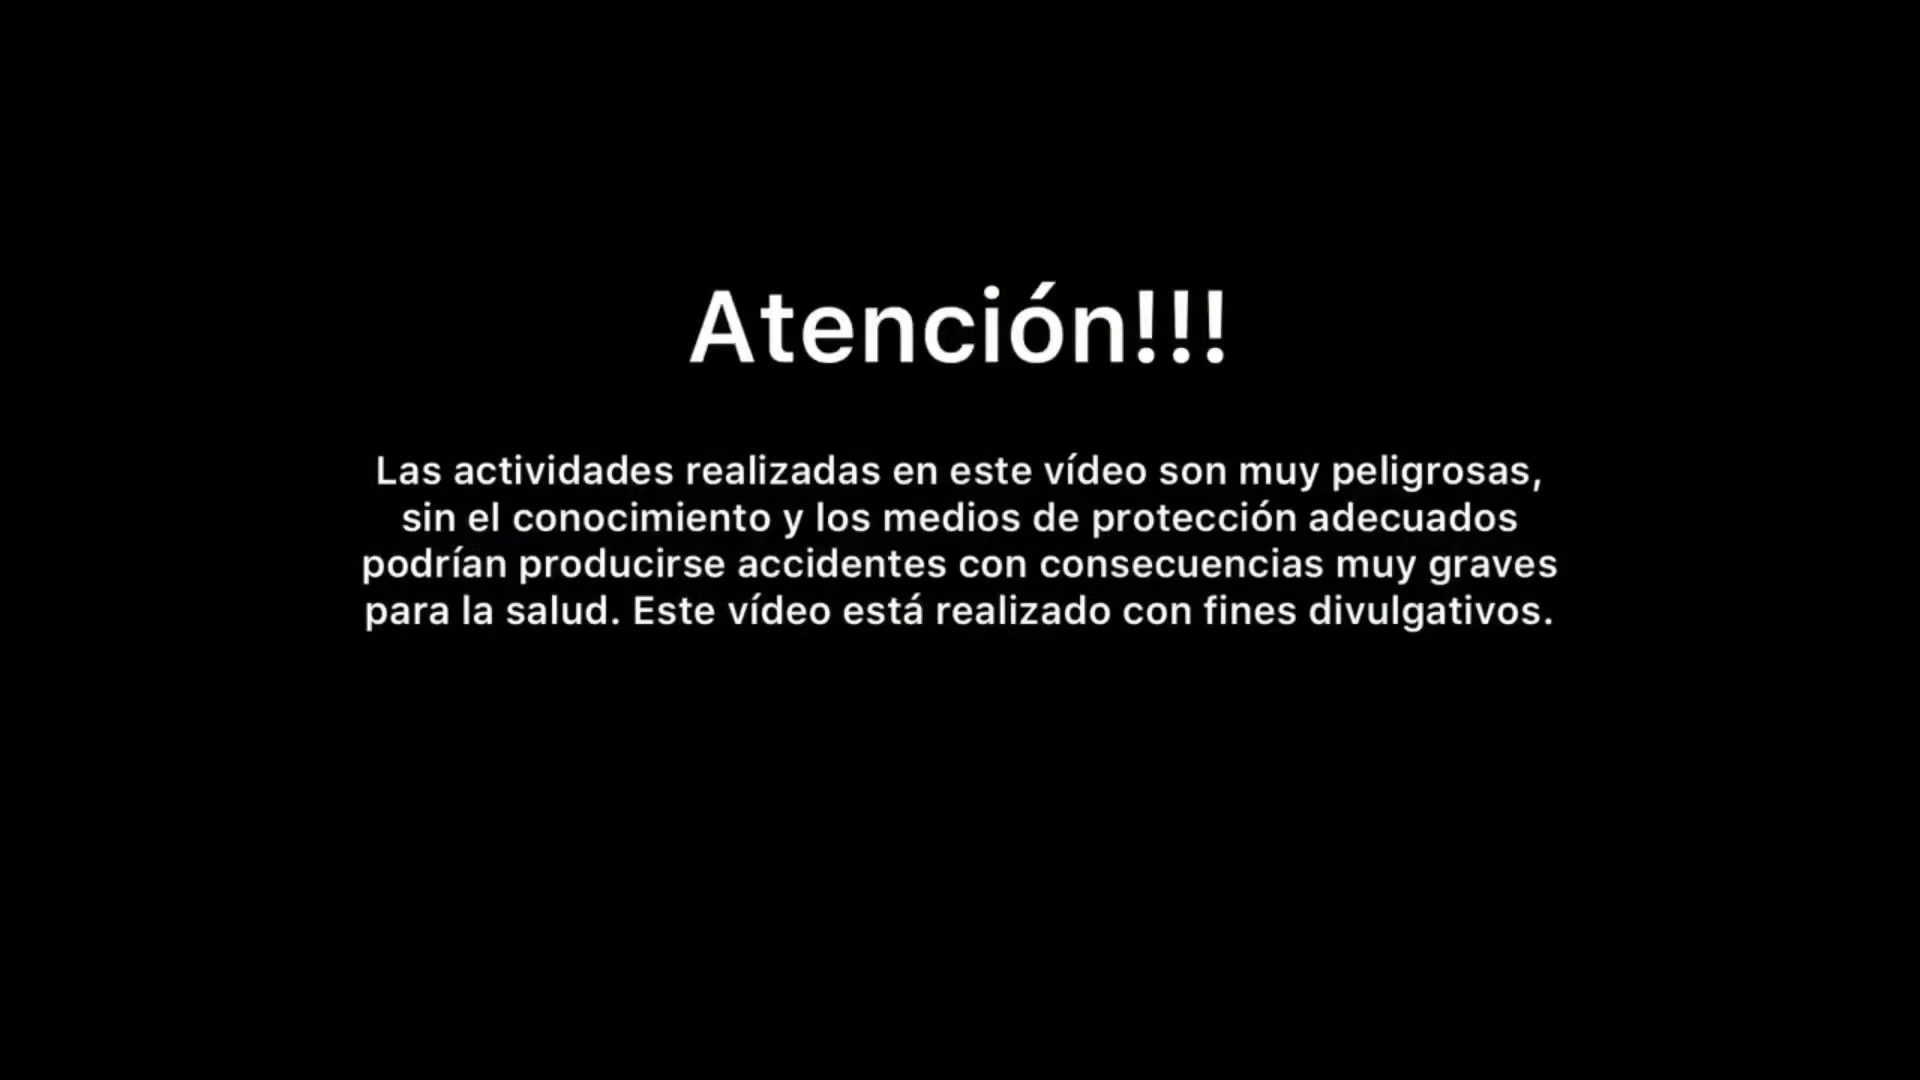 Atención!!!
Las actividades realizadas en este vídeo son muy peligrosas,
sin el conocimiento y los medios de protección adecuados
podrían producirse accidentes con consecuencias muy graves
para la salud. Este vídeo está realizado con fines divulgativos.